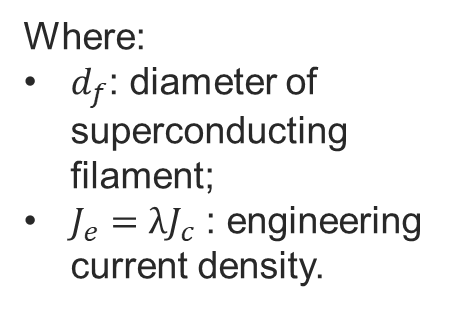 Where:
• d_f: diameter of
superconducting
filament;
• J_e = λJ_c : engineering
current density.